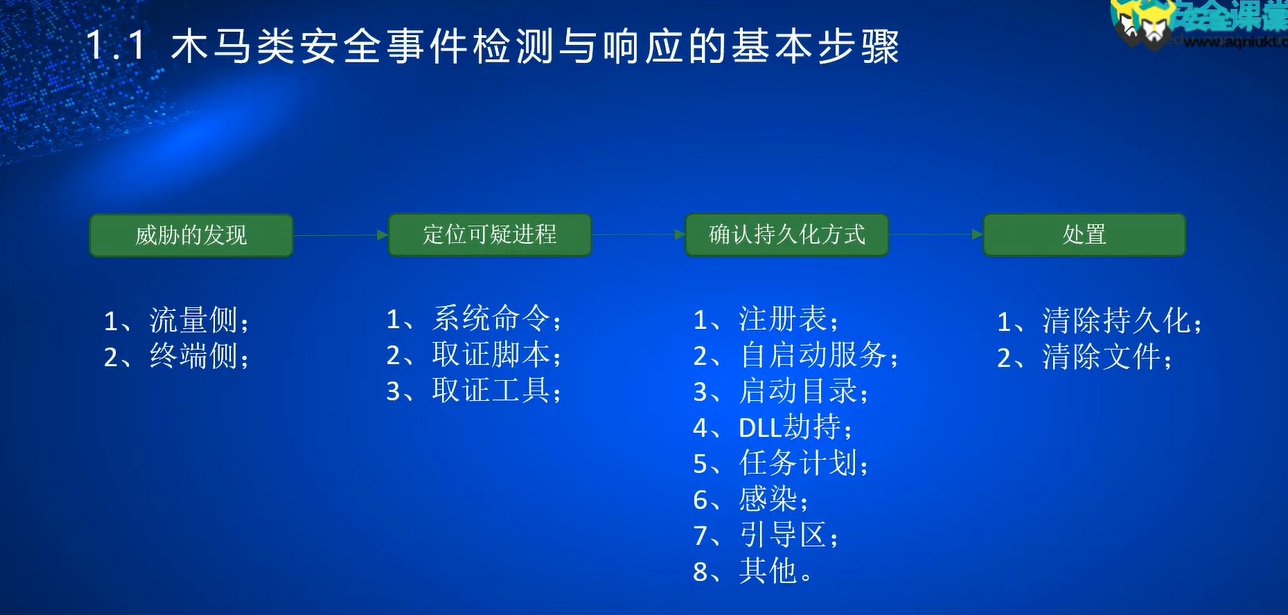 1.1 木马类安全事件检测与响应的基本步骤
安全课堂
www.aqniukt.c
威胁的发现
定位可疑进程
确认持久化方式
处置
1、流量侧；
2、终端侧；
1、系统命令；
2、取证脚本；
3、取证工具；
1、注册表；
2、自启动服务；
3、启动目录；
4、DLL劫持；
5、任务计划；
6、感染；
7、引导区；
8、其他。
1、清除持久化；
2、清除文件；